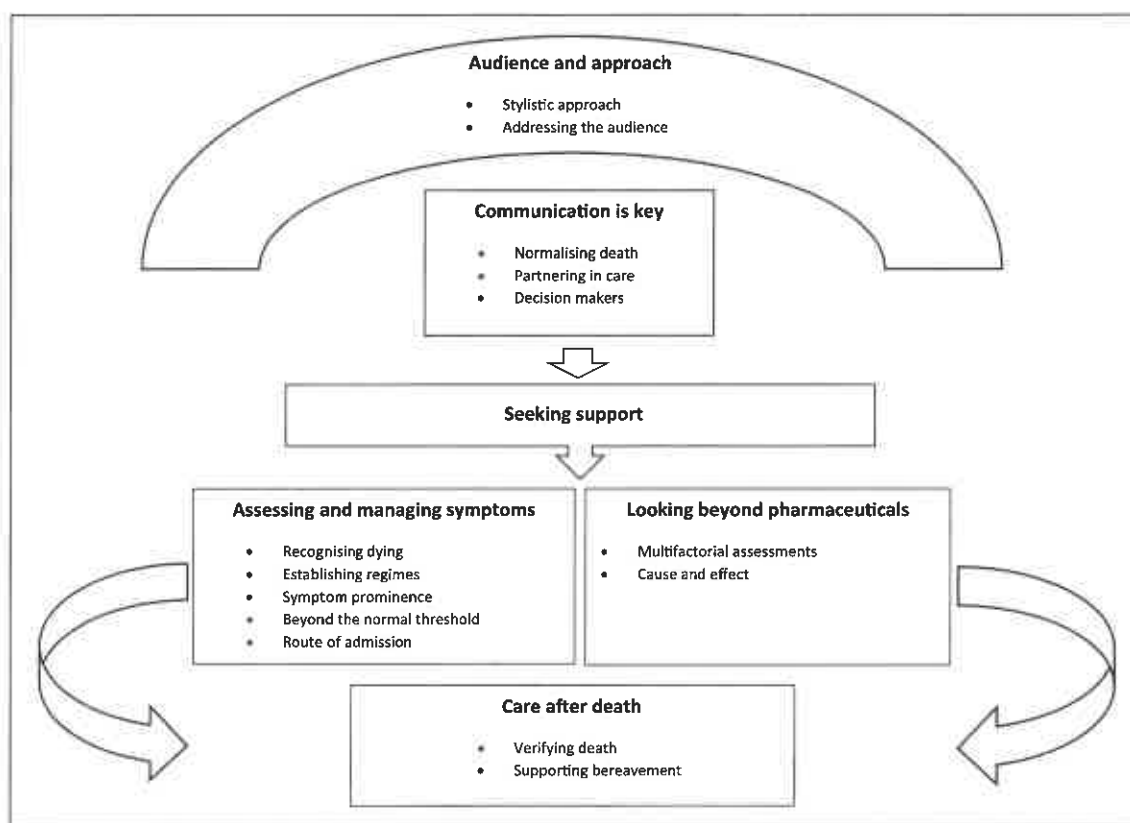 Audience and approach
• Stylistic approach
• Addressing the audience
Communication is key
• Normalising death
• Partnering in care
• Decision makers
Seeking support
Assessing and managing symptoms
• Recognising dying
• Establishing regimes
• Symptom prominence
• Beyond the normal threshold
• Route of admission
Looking beyond pharmaceuticals
• Multifactorial assessments
• Cause and effect
Care after death
• Verifying death
• Supporting bereavement